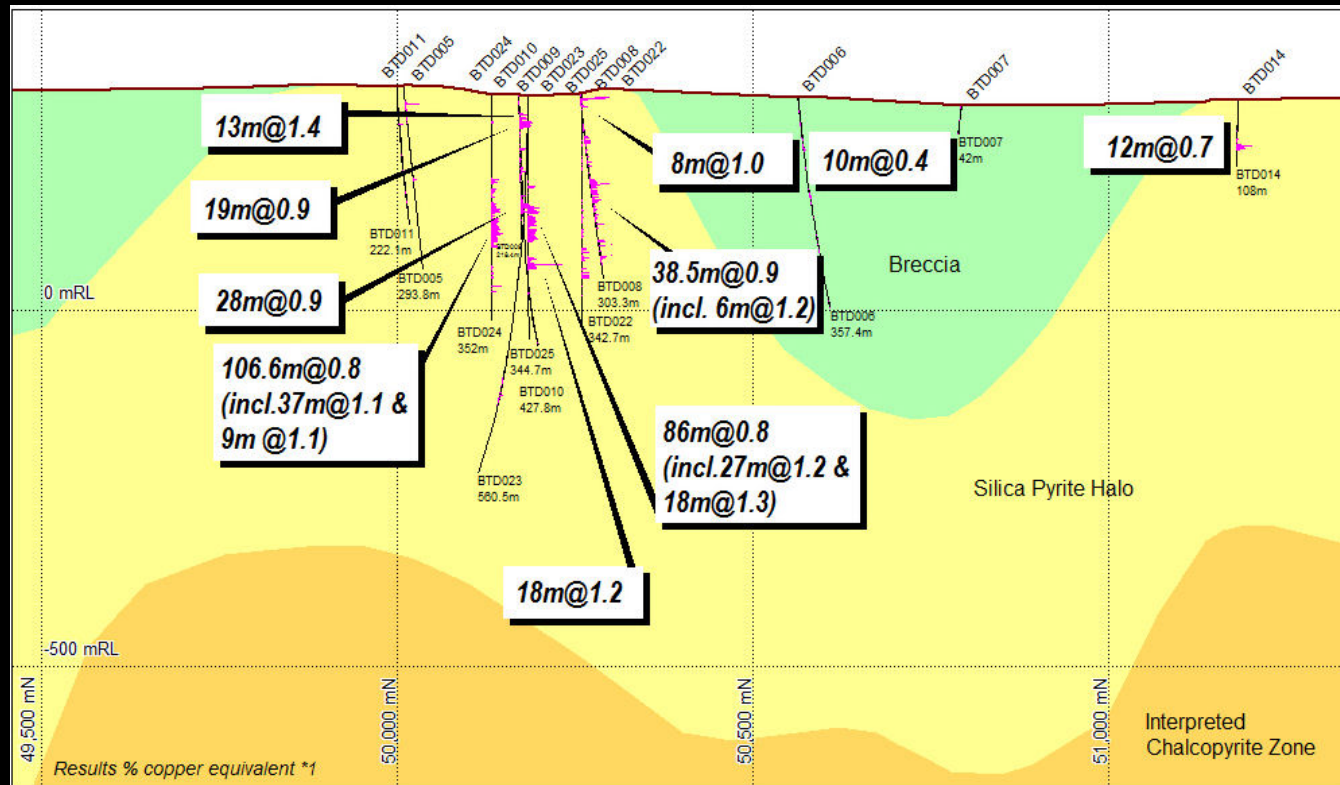 BTD011
BTD005
BTD024
BTD010
BTD009
BTD023
BTD025
BTD008
BTD022
BTD006
BTD007
BTD014
13m@1.4
19m@0.9
28m@0.9
106.6m@0.8
(incl.37m@1.1 &
9m @1.1)
8m@1.0
10m@0.4
12m@0.7
38.5m@0.9
(incl. 6m@1.2)
86m@0.8
(incl.27m@1.2 &
18m@1.3)
18m@1.2
BTD011
222.1m
BTD005
293.8m
BTD024
352m
BTD025
344.7m
BTD010
427.8m
BTD023
560.5m
BTD008
303.3m
BTD022
342.7m
BTD006
357.4m
BTD007
42m
BTD014
108m
Breccia
Silica Pyrite Halo
Interpreted
Chalcopyrite Zone
0 mRL
-500 mRL
49,500 mN
50,000 mN
50,500 mN
51,000 mN
Results % copper equivalent *1